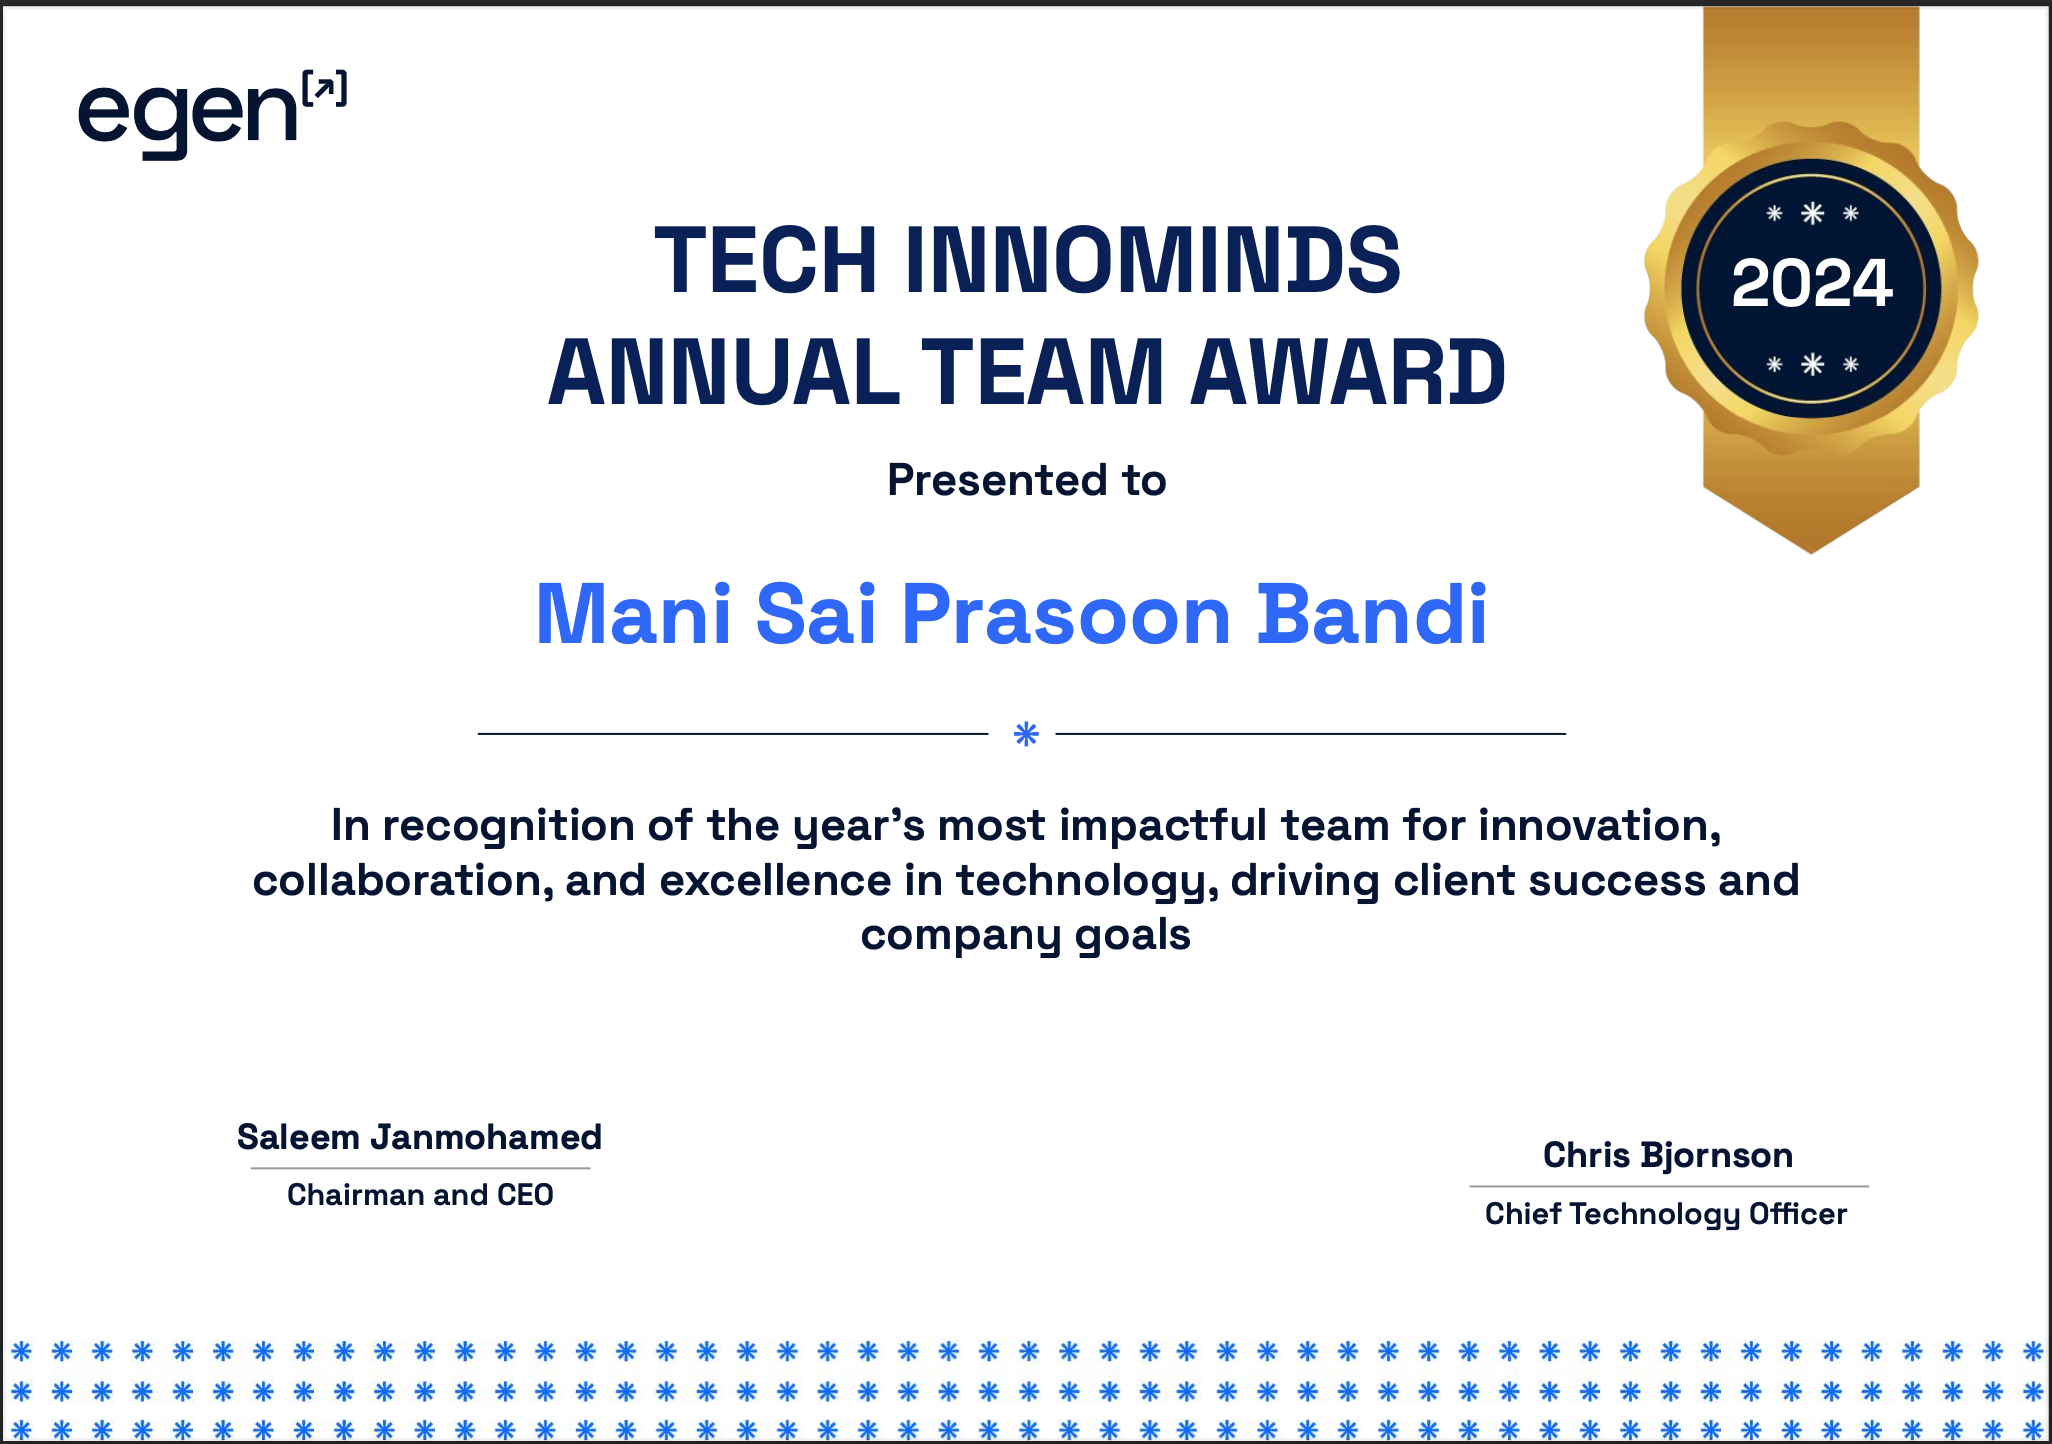 egen
TECH INNOMINDS
ANNUAL TEAM AWARD
2024
Presented to
Mani Sai Prasoon Bandi
In recognition of the year’s most impactful team for innovation,
collaboration, and excellence in technology, driving client success and
company goals
Saleem Janmohamed
Chairman and CEO
Chris Bjornson
Chief Technology Officer